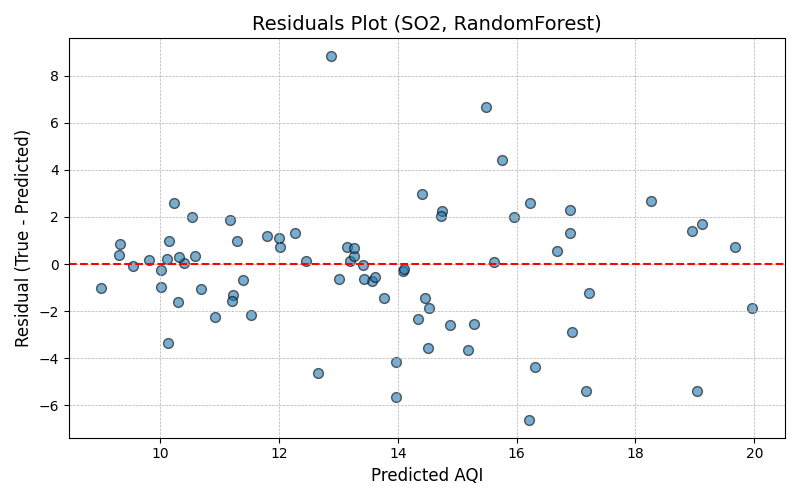 Residuals Plot (SO2, RandomForest)
Residual (True - Predicted)
8
6
4
2
0
−2
−4
−6
10 12 14 16 18 20
Predicted AQI